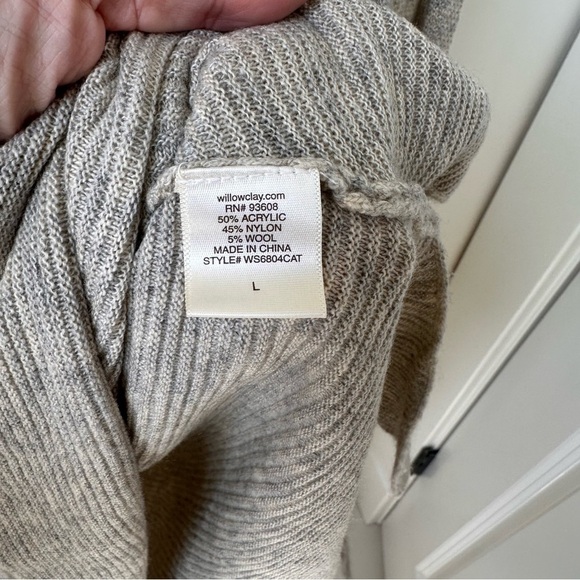 willowclay.com
RN# 93608
50% ACRYLIC
45% NYLON
5% WOOL
MADE IN CHINA
STYLE# WS6804CAT
L